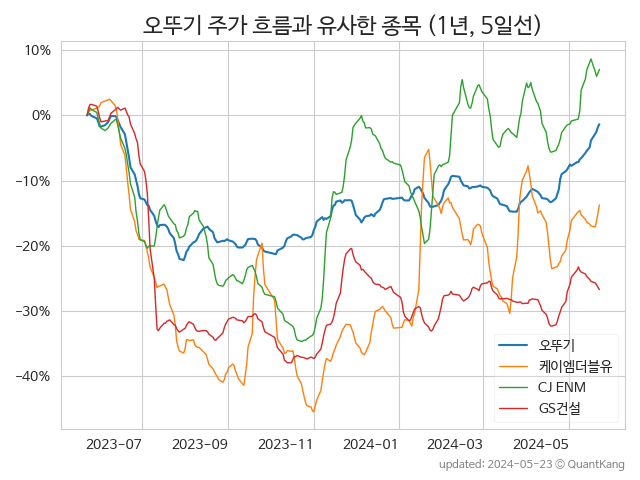 오뚜기 주가 흐름과 유사한 종목 (1년, 5일선)
10%
0%
−10%
−20%
−30%
−40%
오뚜기
케이엠더블유
CJ ENM
GS건설
2023-07
2023-09
2023-11
2024-01
2024-03
2024-05
updated: 2024-05-23 © QuantKang